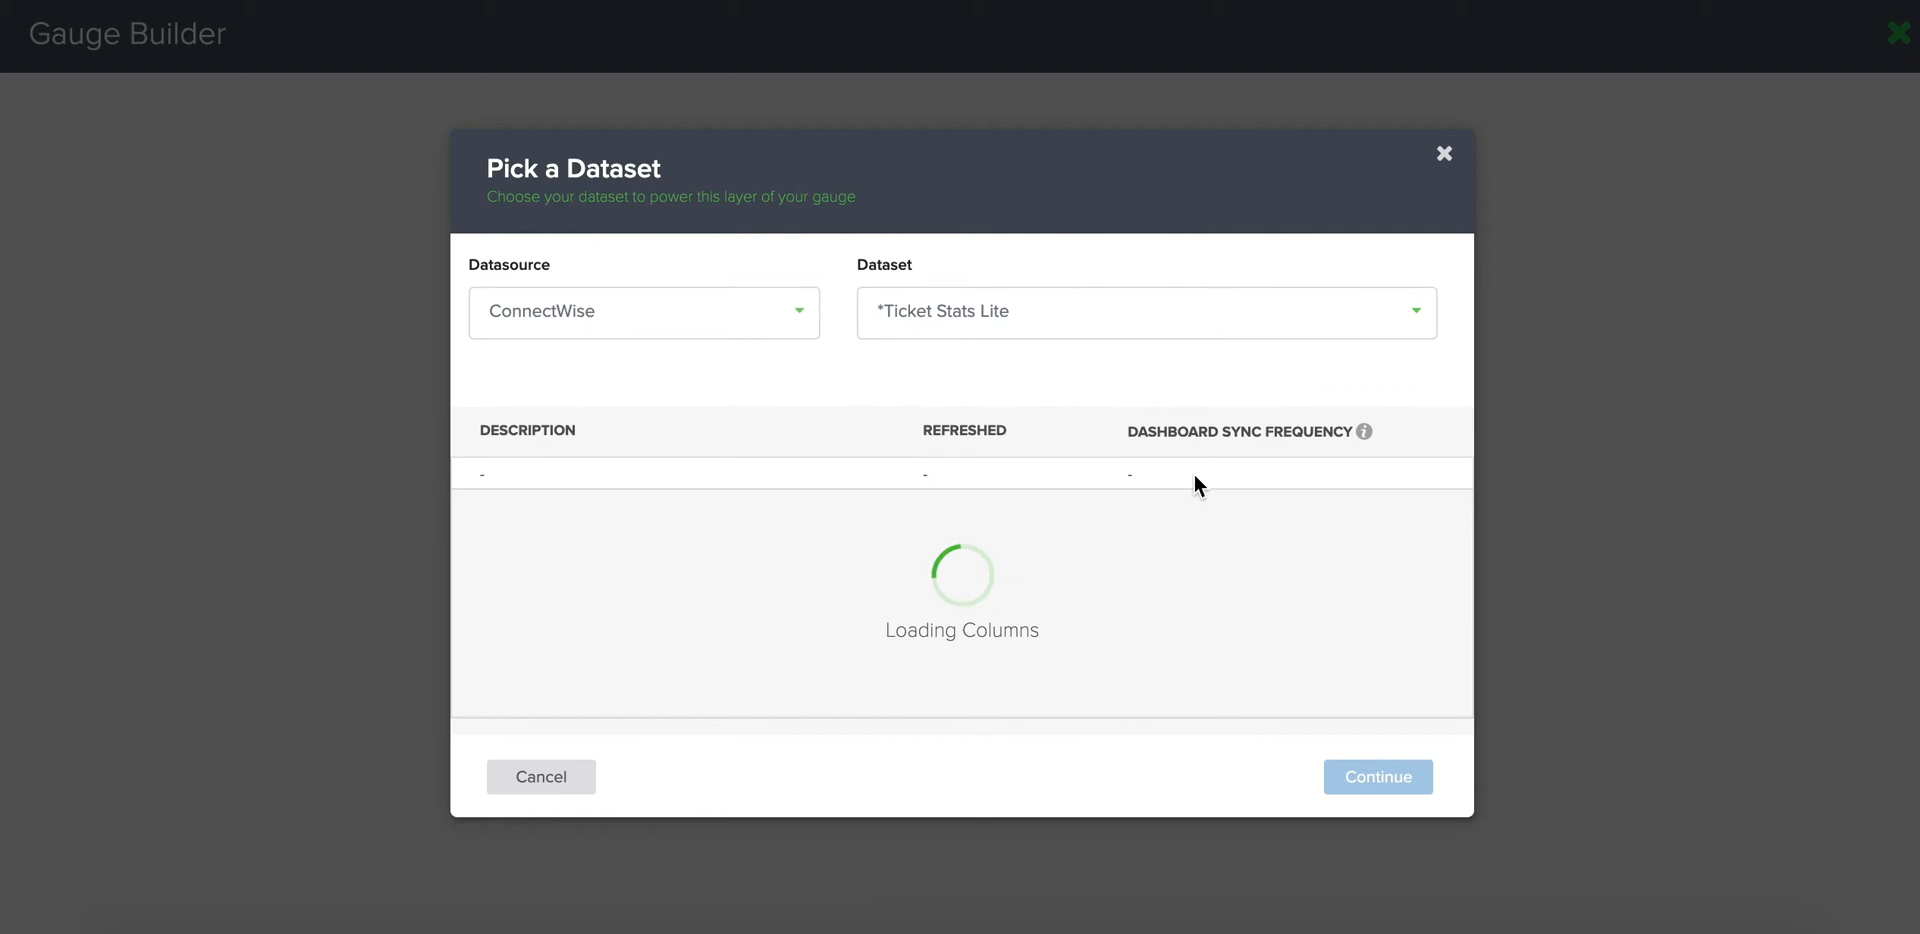 Gauge Builder
Pick a Dataset
Choose your dataset to power this layer of your gauge
Datasource
Dataset
ConnectWise
*Ticket Stats Lite
DESCRIPTION
REFRESHED
DASHBOARD SYNC FREQUENCY
-
-
-
Loading Columns
Cancel
Continue